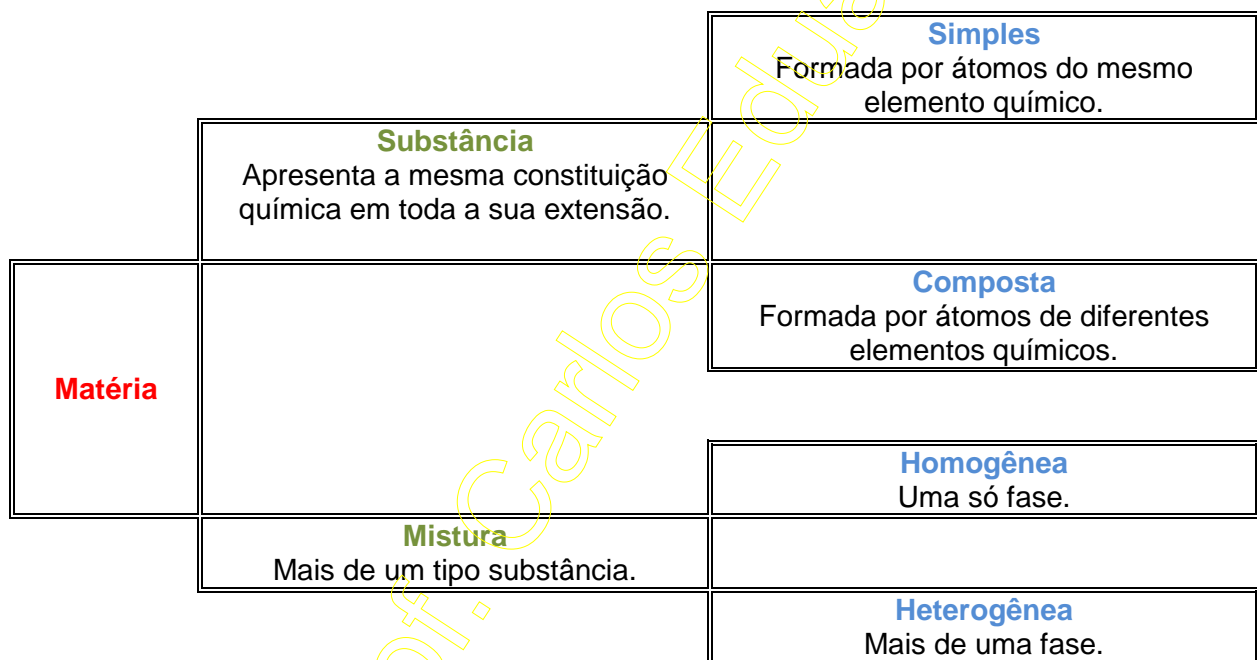 Simples
Formada por átomos do mesmo
elemento químico.
Substância
Apresenta a mesma constituição
química em toda a sua extensão.
Composta
Formada por átomos de diferentes
elementos químicos.
Matéria
Homogênea
Uma só fase.
Mistura
Mais de um tipo substância.
Heterogênea
Mais de uma fase.
Carlos